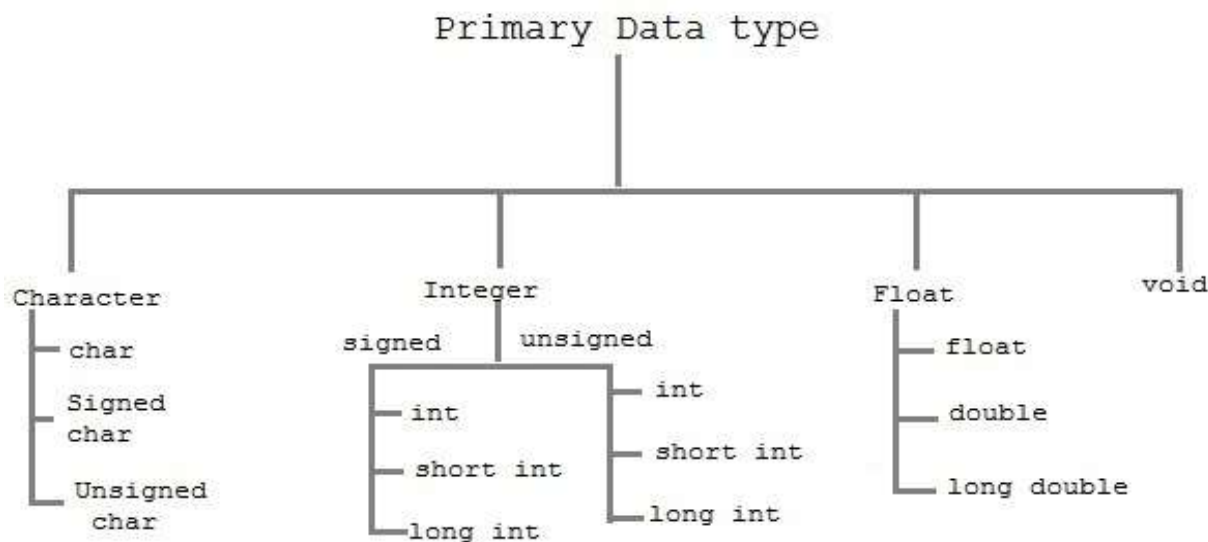 Primary Data type
Character
Integer
Float
void
char
Signed
char
Unsigned
char
signed
unsigned
int
short int
long int
int
short int
long int
float
double
long double